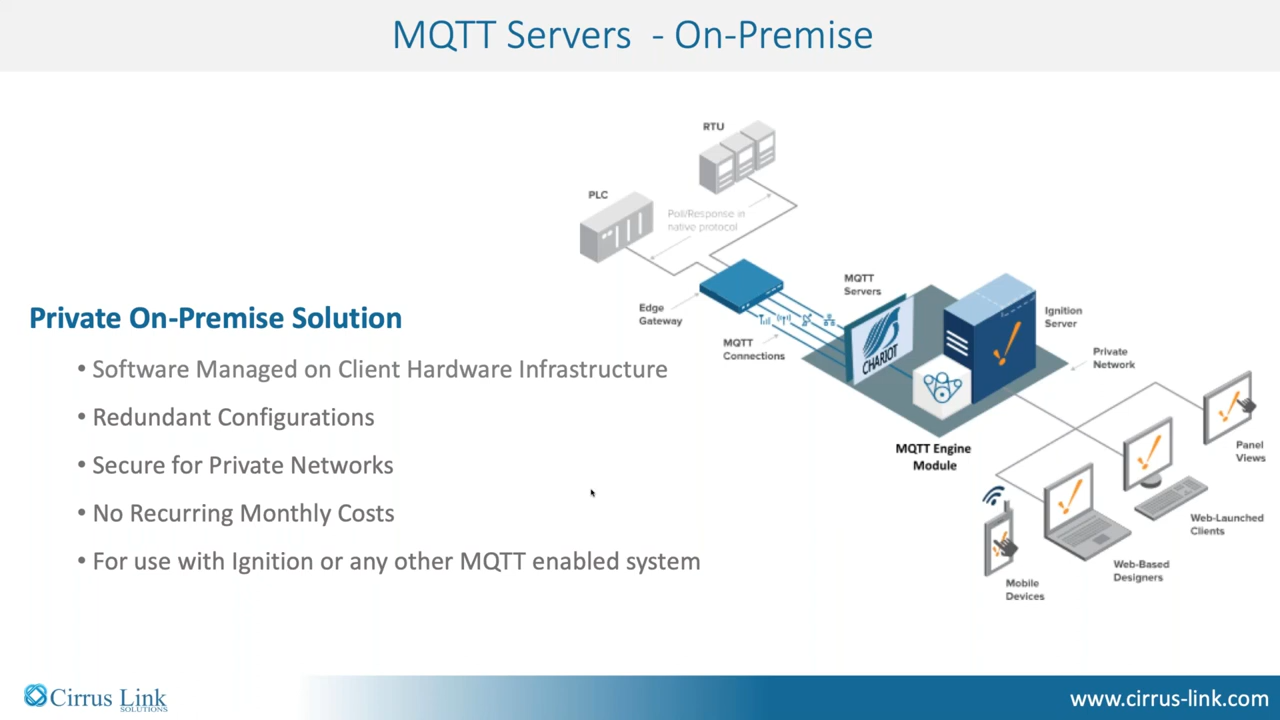 MQTT Servers - On-Premise
RTU
PLC
Poll/Response in
native protocol
Edge
Gateway
MQTT
Connections
MQTT
Servers
CHARIOT
Ignition
Server
Private
Network
MQTT Engine
Module
Panel
Views
Web-Launched
Clients
Web-Based
Designers
Mobile
Devices
Private On-Premise Solution
• Software Managed on Client Hardware Infrastructure
• Redundant Configurations
• Secure for Private Networks
• No Recurring Monthly Costs
• For use with Ignition or any other MQTT enabled system
Cirrus Link
SOLUTIONS
www.cirrus-link.com